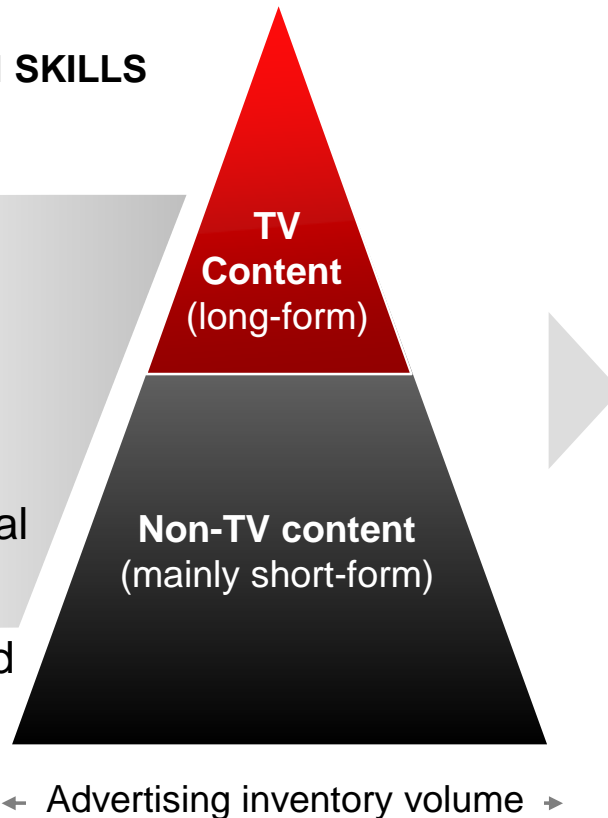 SKILLS
TV
Content
(long-form)
al
Non-TV content
(mainly short-form)
d
Advertising inventory volume